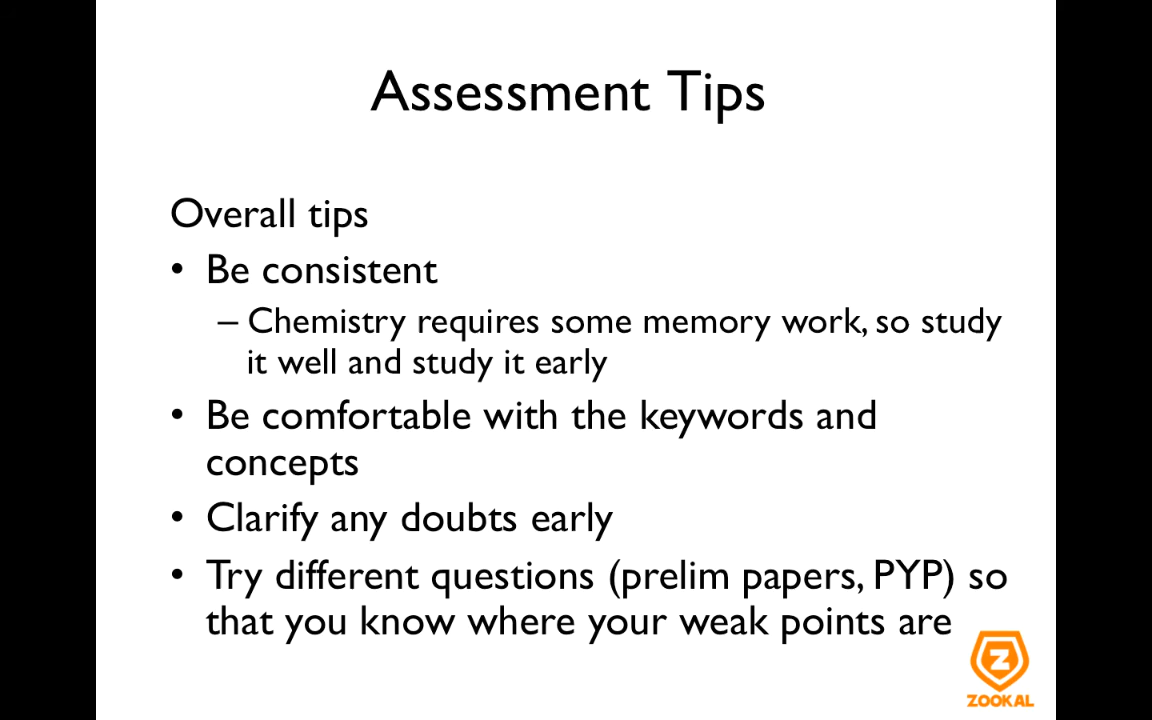 Assessment Tips
Overall tips
• Be consistent
– Chemistry requires some memory work, so study
it well and study it early
• Be comfortable with the keywords and
concepts
• Clarify any doubts early
• Try different questions (prelim papers, PYP) so
that you know where your weak points are
Z
ZOOKAL